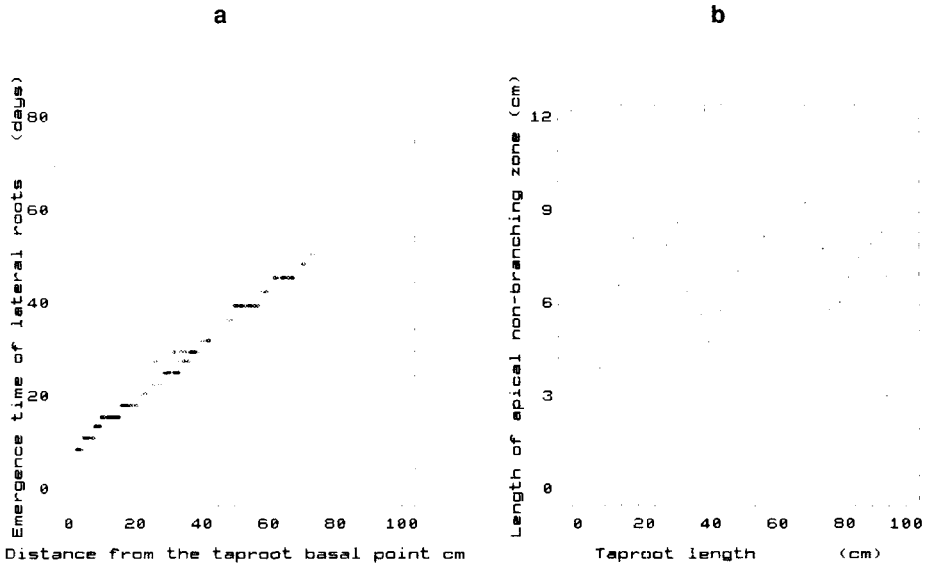 a
b
Emergence time of lateral roots (days)
80
60
40
20
0
0 20 40 60 80 100
Distance from the taproot basal point cm
Length of apical non-branching zone (cm)
12
9
6
3
0
0 20 40 60 80 100
Taproot length (cm)